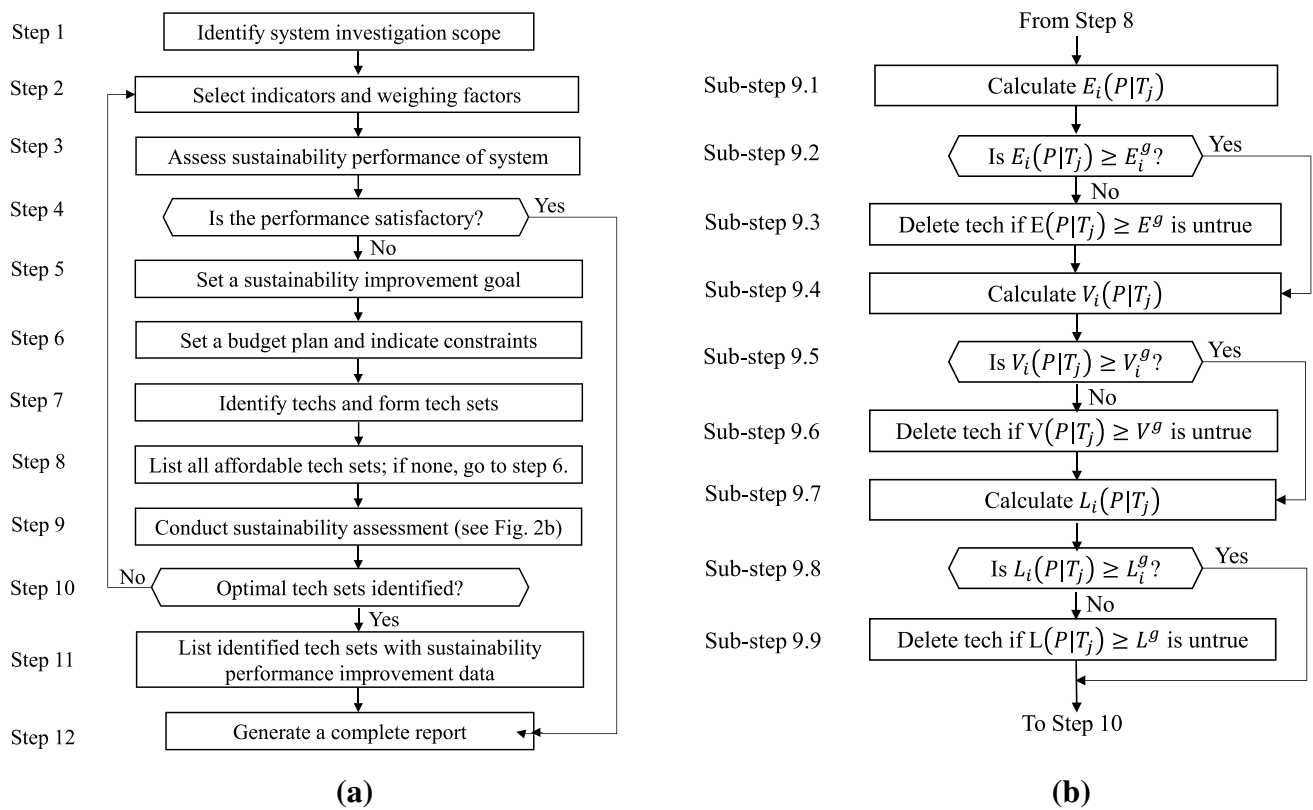 Step 1
Identify system investigation scope
Step 2
Select indicators and weighing factors
Step 3
Assess sustainability performance of system
Step 4
Is the performance satisfactory?
Yes
No
Step 5
Set a sustainability improvement goal
Step 6
Set a budget plan and indicate constraints
Step 7
Identify techs and form tech sets
Step 8
List all affordable tech sets; if none, go to step 6.
Step 9
Conduct sustainability assessment (see Fig. 2b)
Step 10
No
Optimal tech sets identified?
Yes
Step 11
List identified tech sets with sustainability
performance improvement data
Step 12
Generate a complete report
(a)
From Step 8
Sub-step 9.1
Calculate E_i(P|T_j)
Sub-step 9.2
Is E_i(P|T_j) ≥ E_i^g?
Yes
No
Sub-step 9.3
Delete tech if E(P|T_j) ≥ E^g is untrue
Sub-step 9.4
Calculate V_i(P|T_j)
Sub-step 9.5
Is V_i(P|T_j) ≥ V_i^g?
Yes
No
Sub-step 9.6
Delete tech if V(P|T_j) ≥ V^g is untrue
Sub-step 9.7
Calculate L_i(P|T_j)
Sub-step 9.8
Is L_i(P|T_j) ≥ L_i^g?
Yes
No
Sub-step 9.9
Delete tech if L(P|T_j) ≥ L^g is untrue
To Step 10
(b)